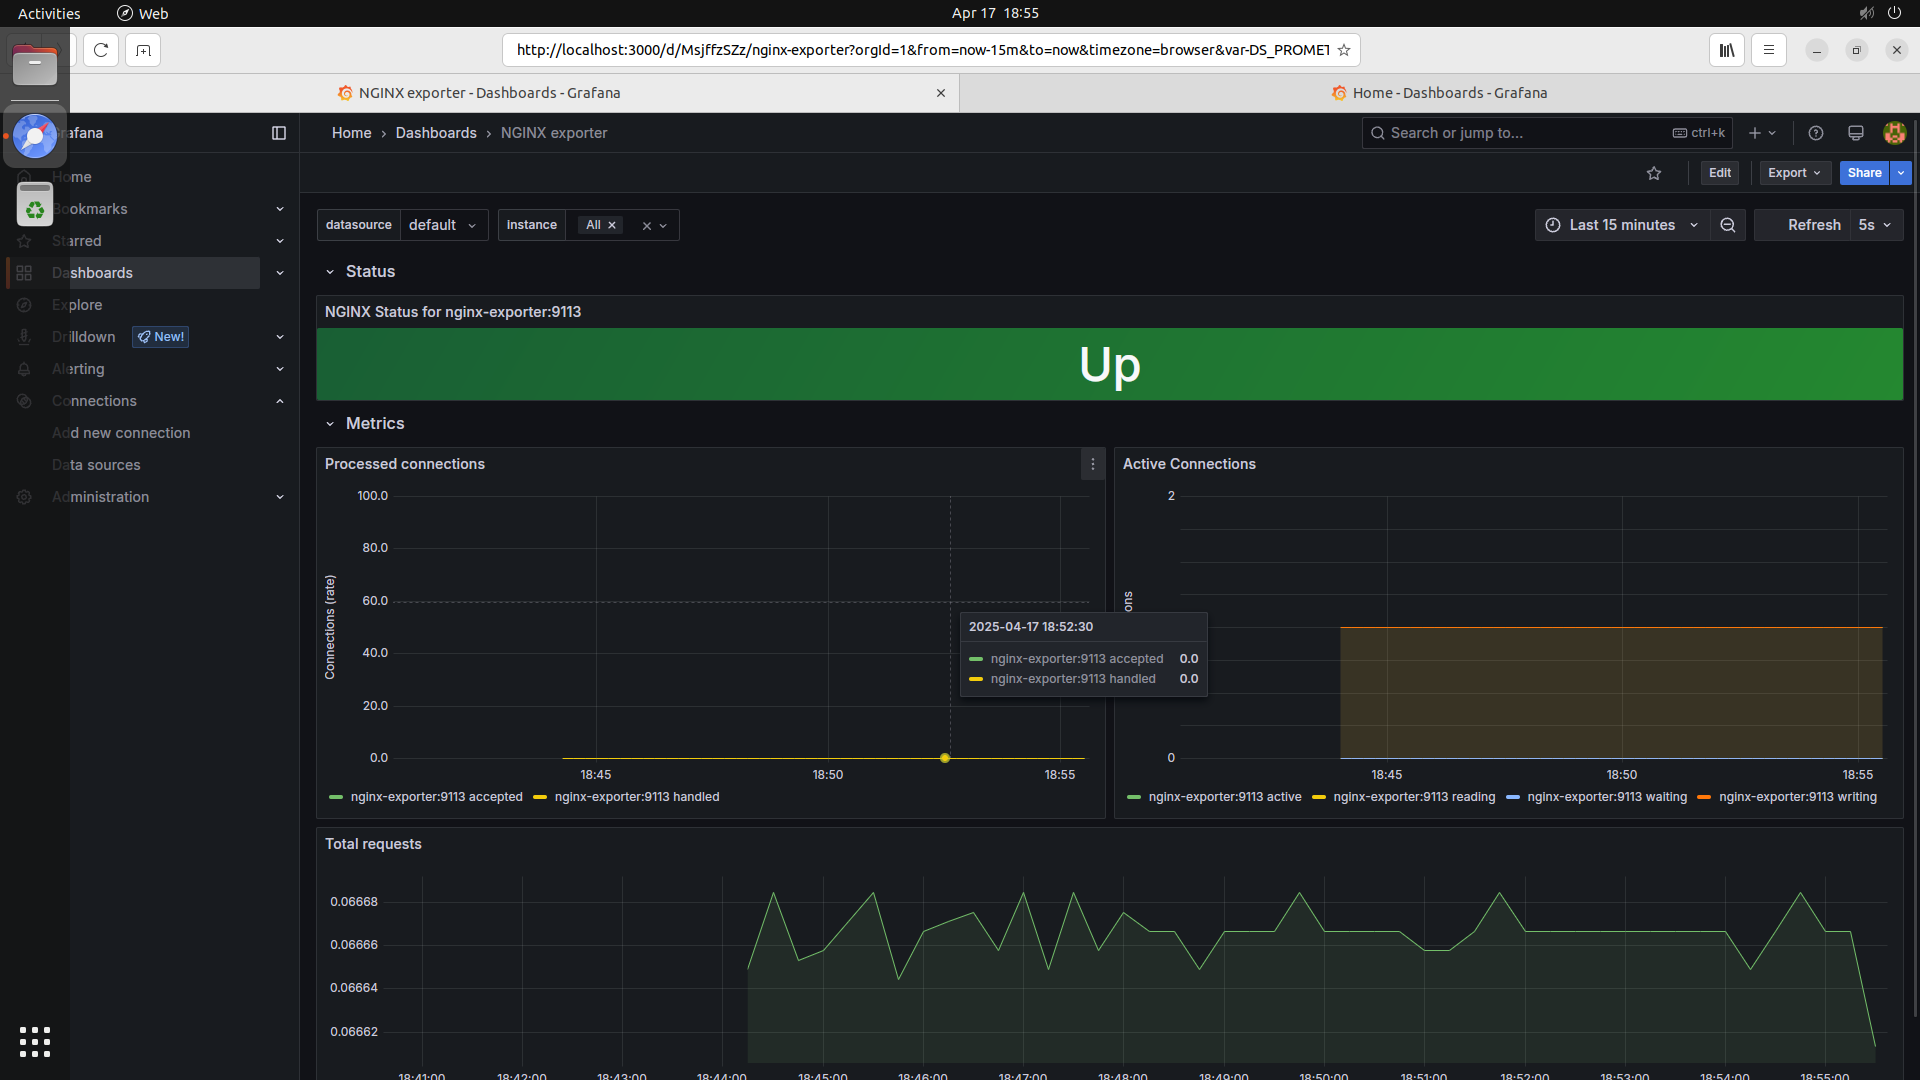 Activities
Web
Apr 17 18:55
http://localhost:3000/d/MsjffzSZz/nginx-exporter?orgId=1&from=now-15m&to=now&timezone=browser&var-DS_PROMET
NGINX exporter - Dashboards - Grafana
Home - Dashboards - Grafana
Grafana
Home › Dashboards › NGINX exporter
Search or jump to...
ctrl+k
Home
Bookmarks
Starred
Dashboards
Explore
Drilldown
New!
Alerting
Connections
Add new connection
Data sources
Administration
Edit
Export
Share
datasource
default
Instance
All
Last 15 minutes
Refresh
5s
Status
NGINX Status for nginx-exporter:9113
Up
Metrics
Processed connections
Connections (rate)
100.0
80.0
60.0
40.0
20.0
0.0
18:45
18:50
18:55
nginx-exporter:9113 accepted
nginx-exporter:9113 handled
2025-04-17 18:52:30
nginx-exporter:9113 accepted 0.0
nginx-exporter:9113 handled 0.0
Active Connections
ons
2
0
18:45
18:50
18:55
nginx-exporter:9113 active
nginx-exporter:9113 reading
nginx-exporter:9113 waiting
nginx-exporter:9113 writing
Total requests
0.06668
0.06666
0.06664
0.06662
18:41:00
18:42:00
18:43:00
18:44:00
18:45:00
18:46:00
18:47:00
18:48:00
18:49:00
18:50:00
18:51:00
18:52:00
18:53:00
18:54:00
18:55:00